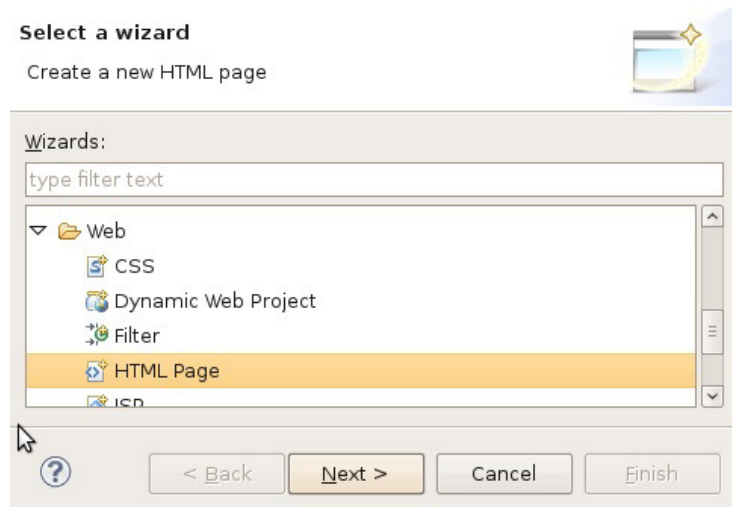 Select a wizard
Create a new HTML page
Wizards:
type filter text
Web
CSS
Dynamic Web Project
Filter
HTML Page
JSP
? < Back Next > Cancel Finish